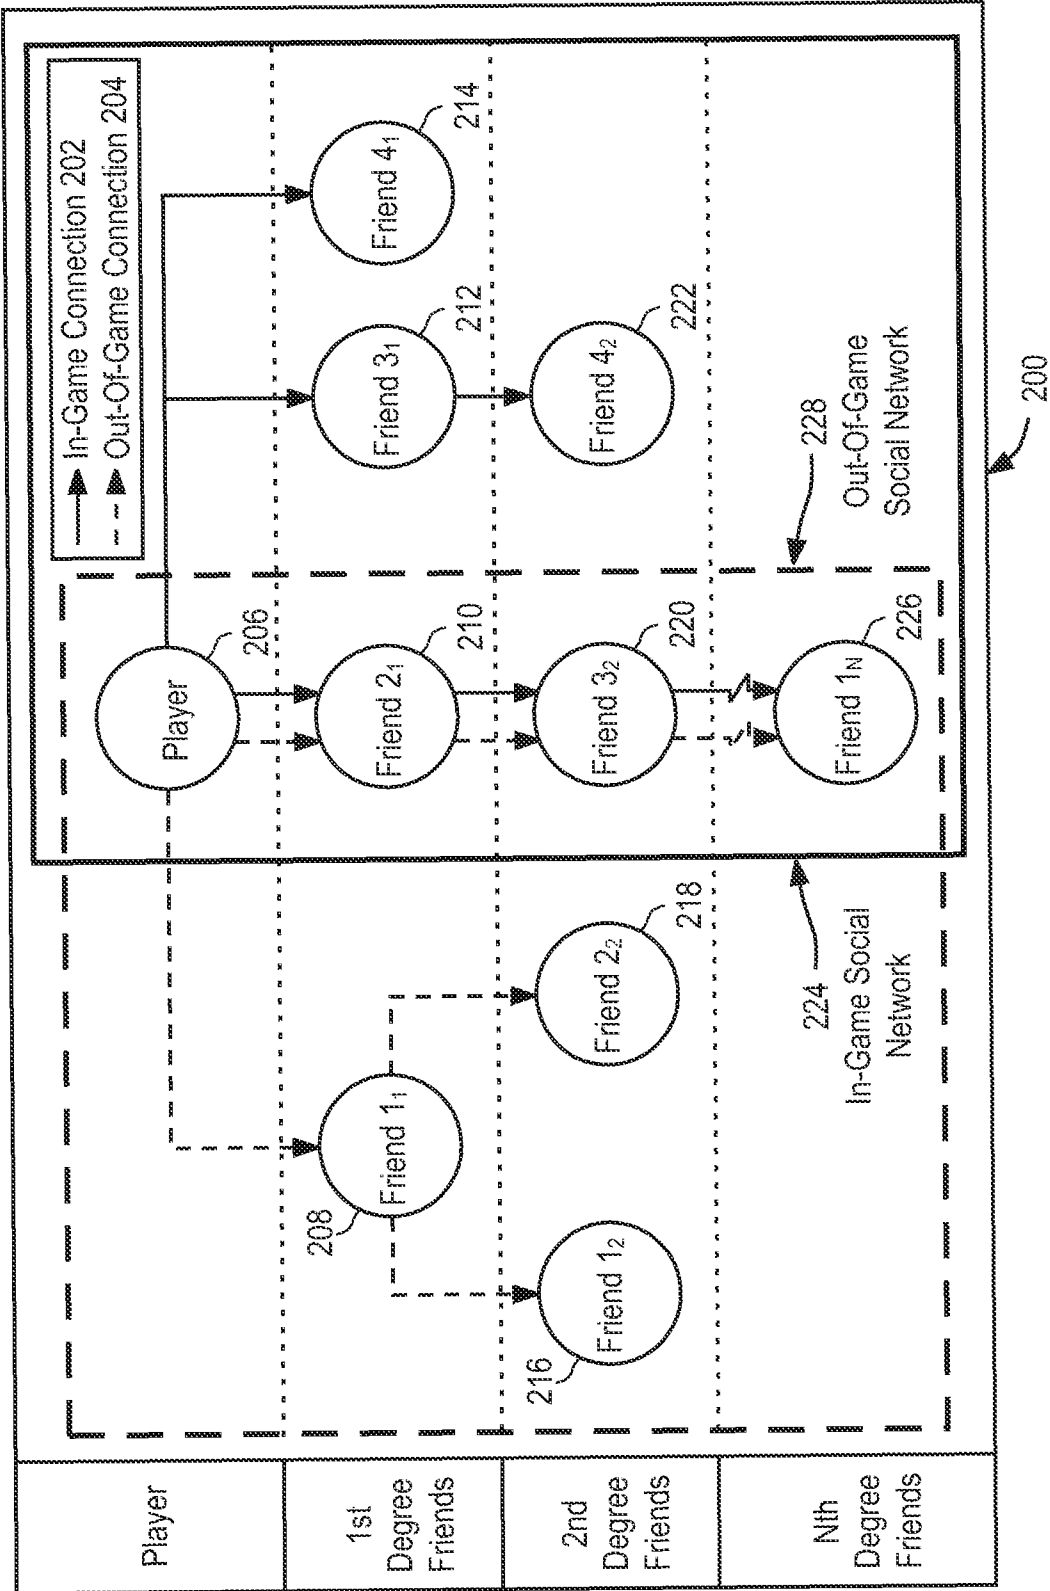 In-Game Connection 202
Out-Of-Game Connection 204
Player
Player
206
1st
Degree
Friends
208
Friend 1₁
Friend 2₁
210
Friend 3₁
212
Friend 4₁
214
2nd
Degree
Friends
216
Friend 1₂
Friend 2₂
218
Friend 3₂
220
Friend 4₂
222
Nth
Degree
Friends
224
In-Game Social
Network
Friend 1N
226
228
Out-Of-Game
Social Network
200